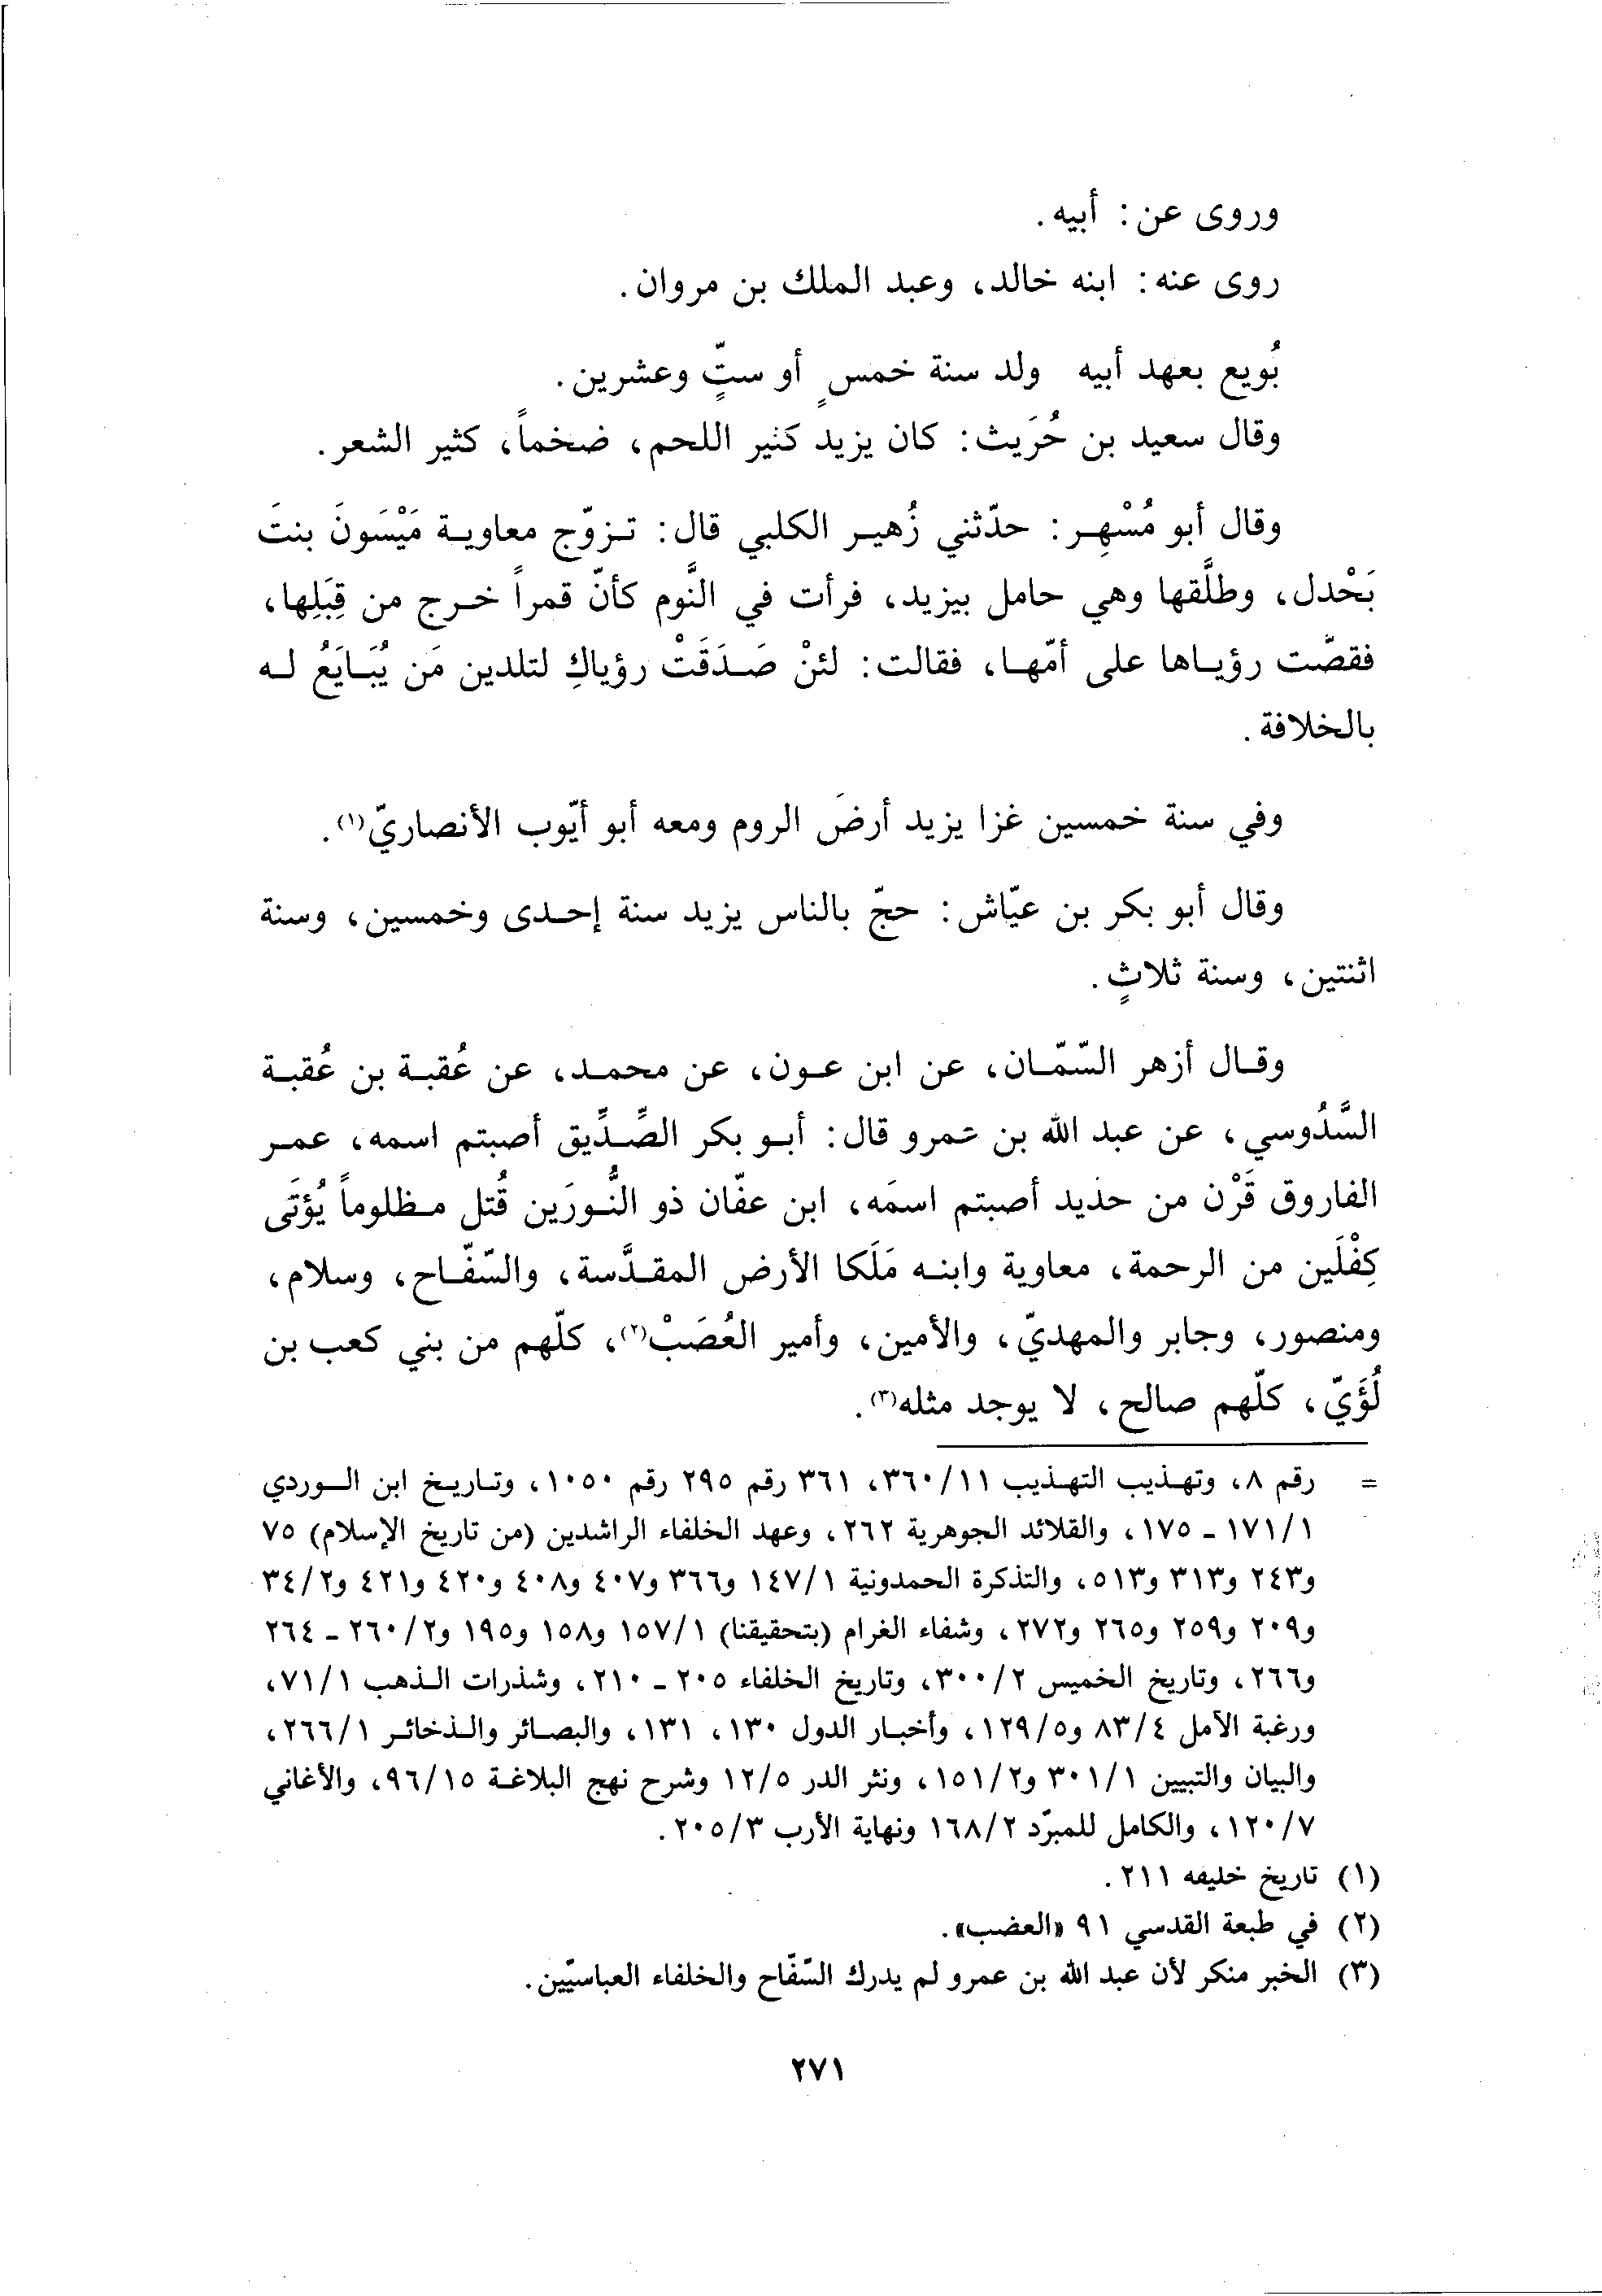 وروى عن: أبيه.
روى عنه: ابنه خالد، وعبد الملك بن مروان.
بُويع بعهد أبيه ولد سنة خمسٍ أو ستٍّ وعشرين.
وقال سعيد بن حُرَيث: كان يزيد كثير اللحم، ضخماً، كثير الشعر.
وقال أبو مُسْهِر: حدّثني زُهير الكلبي قال: تزوّج معاوية مَيْسَونَ بنتَ
بَحْدل، وطلَّقها وهي حامل بيزيد، فرأت في النَّوم كأنّ قمراً خرج من قِبَلِها،
فقصَّت رؤياها على أمّها، فقالت: لئنْ صَدَقَتْ رؤياكِ لتلدين مَن يُبَايَعُ له
بالخلافة.
وفي سنة خمسين غزا يزيد أرضَ الروم ومعه أبو أيّوب الأنصاريّ(١).
وقال أبو بكر بن عيّاش: حجّ بالناس يزيد سنة إحدى وخمسين، وسنة
اثنتين، وسنة ثلاثٍ.
وقال أزهر السّمّان، عن ابن عون، عن محمد، عن عُقبة بن عُقبة
السَّدُوسي، عن عبد الله بن عمرو قال: أبو بكر الصِّدِّيق أصبتم اسمه، عمر
الفاروق قَرْن من حديد أصبتم اسمَه، ابن عفّان ذو النُّورَين قُتل مظلوماً يُؤتَى
كِفْلَين من الرحمة، معاوية وابنه مَلَكا الأرض المقدَّسة، والسّفّاح، وسلام،
ومنصور، وجابر والمهديّ، والأمين، وأمير العُصَبْ(٢)، كلّهم من بني كعب بن
لُؤَيّ، كلّهم صالح، لا يوجد مثله(٣).
= رقم ٨، وتهذيب التهذيب ٣٦٠/١١، ٣٦١ رقم ٢٩٥ رقم ١٠٥٠، وتاريخ ابن الوردي
١٧١/١ - ١٧٥، والقلائد الجوهرية ٢٦٢، وعهد الخلفاء الراشدين (من تاريخ الإسلام) ٧٥
و٢٤٣ و٣١٣ و٥١٣، والتذكرة الحمدونية ١٤٧/١ و٣٦٦ و٤٠٧ و٤٠٨ و٤٢٠ و٤٢١ و٣٤/٢
و٢٠٩ و٢٥٩ و٢٦٥ و٢٧٢، وشفاء الغرام (بتحقيقنا) ١٥٧/١ و١٥٨ و١٩٥ و٢٦٠/٢ - ٢٦٤
و٢٦٦، وتاريخ الخميس ٣٠٠/٢، وتاريخ الخلفاء ٢٠٥ - ٢١٠، وشذرات الذهب ٧١/١،
ورغبة الأمل ٨٣/٤ و١٢٩/٥، وأخبار الدول ١٣٠، ١٣١، والبصائر والذخائر ٢٦٦/١،
والبيان والتبيين ٣٠١/١ و١٥١/٢، ونثر الدر ١٢/٥ وشرح نهج البلاغة ٩٦/١٥، والأغاني
١٢٠/٧، والكامل للمبرّد ١٦٨/٢ ونهاية الأرب ٢٠٥/٣.
(١) تاريخ خليفه ٢١١.
(٢) في طبعة القدسي ٩١ «العضب».
(٣) الخبر منكر لأن عبد الله بن عمرو لم يدرك السّفّاح والخلفاء العباسيّين.
٢٧١